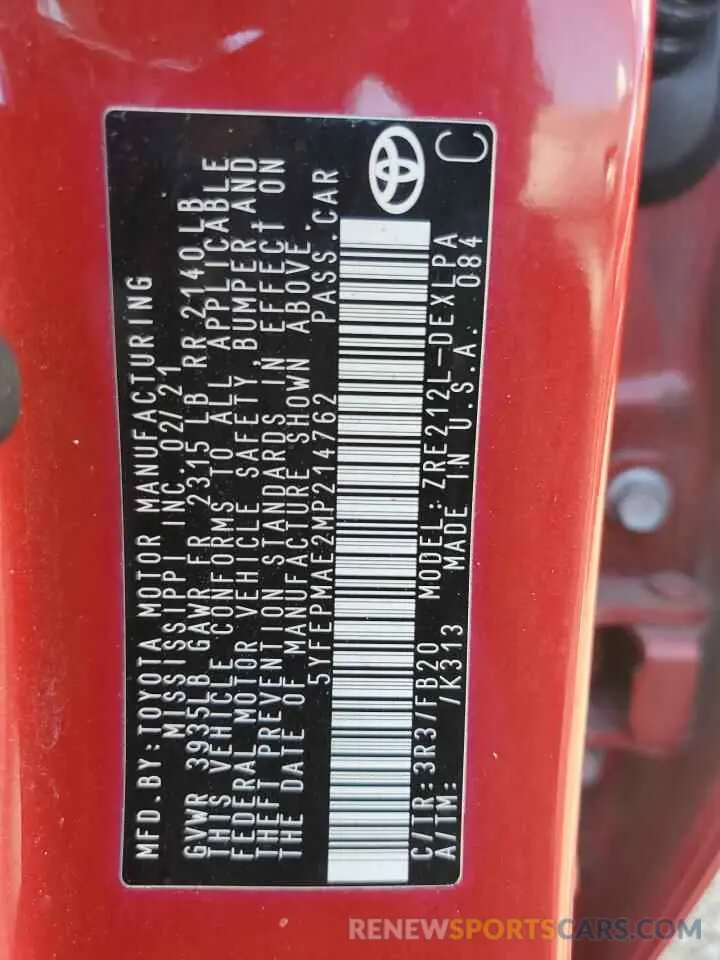 MFD. BY: TOYOTA MOTOR MANUFACTURING
MISSISSIPPI INC. 02/21
GVWR 3935LB GAWR FR 2315 LB RR 2140 LB
THIS VEHICLE CONFORMS TO ALL APPLICABLE
FEDERAL MOTOR VEHICLE SAFETY, BUMPER AND
THEFT PREVENTION STANDARDS IN EFFECT ON
THE DATE OF MANUFACTURE SHOWN ABOVE.
5YFEPMAE2MP214762 PASS. CAR
C/TR: 3R3/FB20 MODEL: ZRE212L-DEXLPA
A/TM: /K313 MADE IN U.S.A. 084
C
RENEWSPORTSCARS.COM